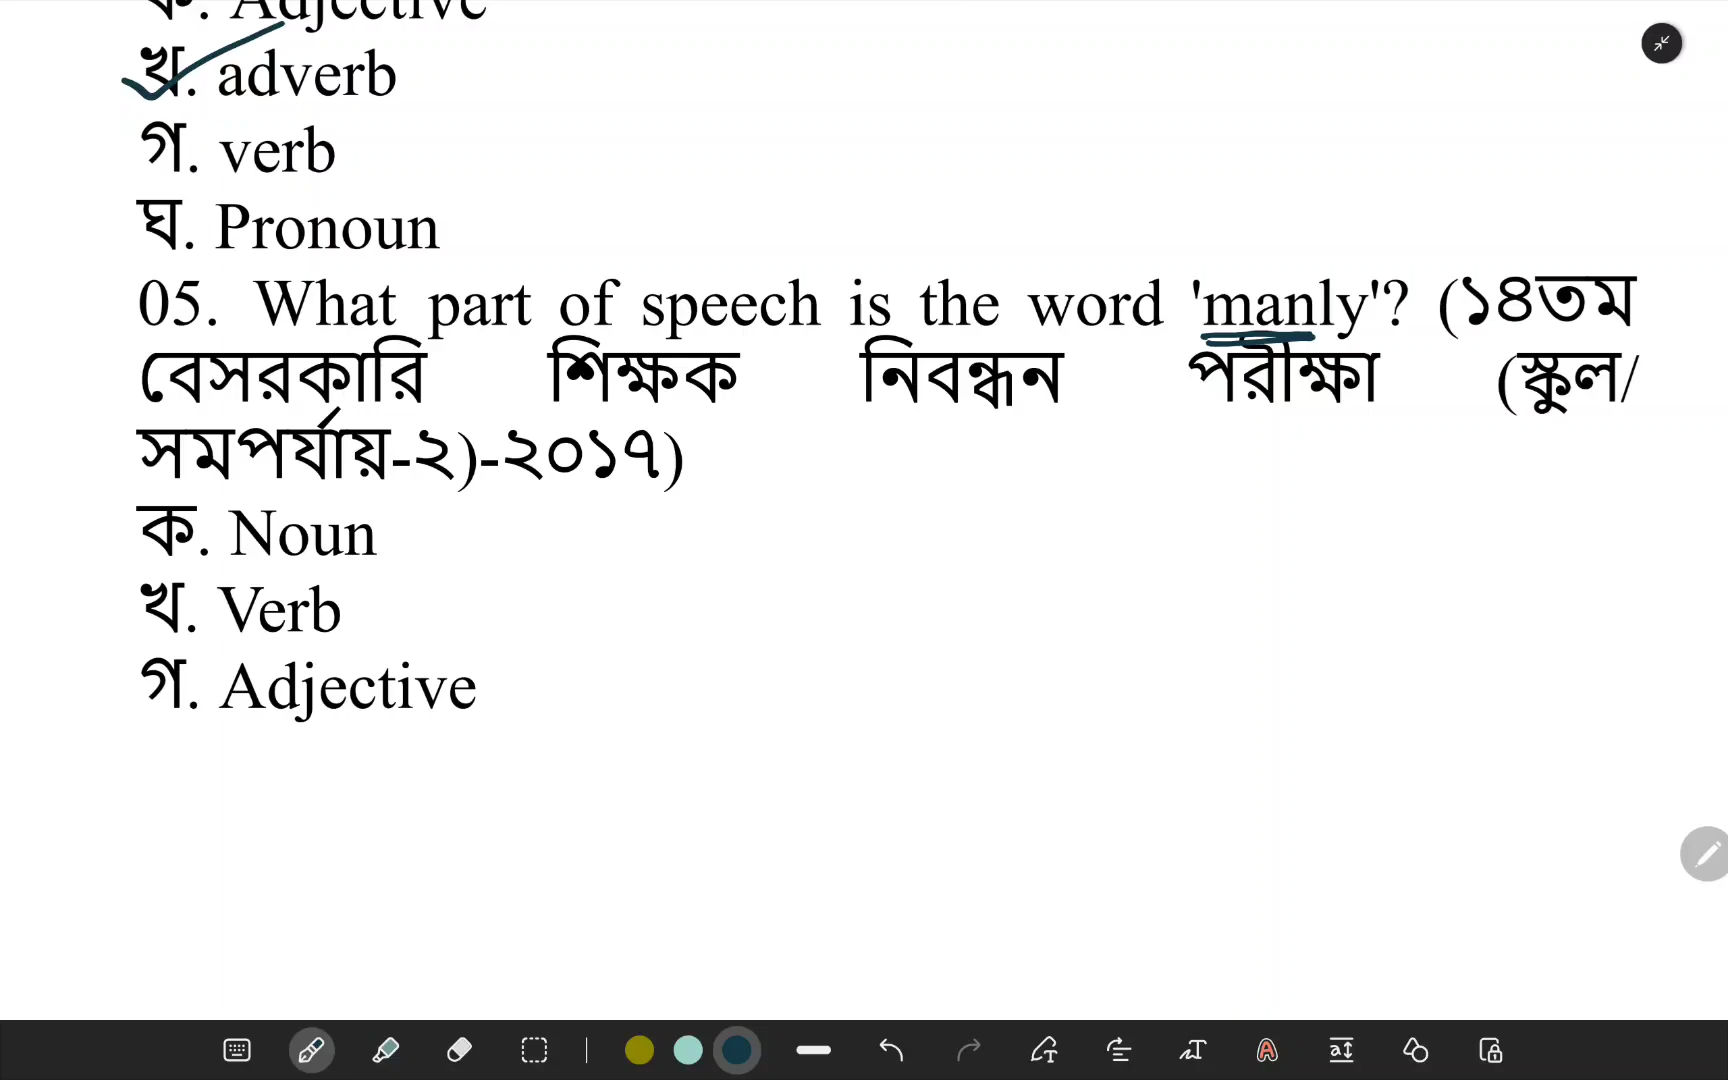 ক. Adjective
খ. adverb
গ. verb
ঘ. Pronoun
05. What part of speech is the word 'manly'? (১৪তম
বেসরকারি শিক্ষক নিবন্ধন পরীক্ষা (স্কুল/
সমপর্যায়-২)-২০১৭)
ক. Noun
খ. Verb
গ. Adjective